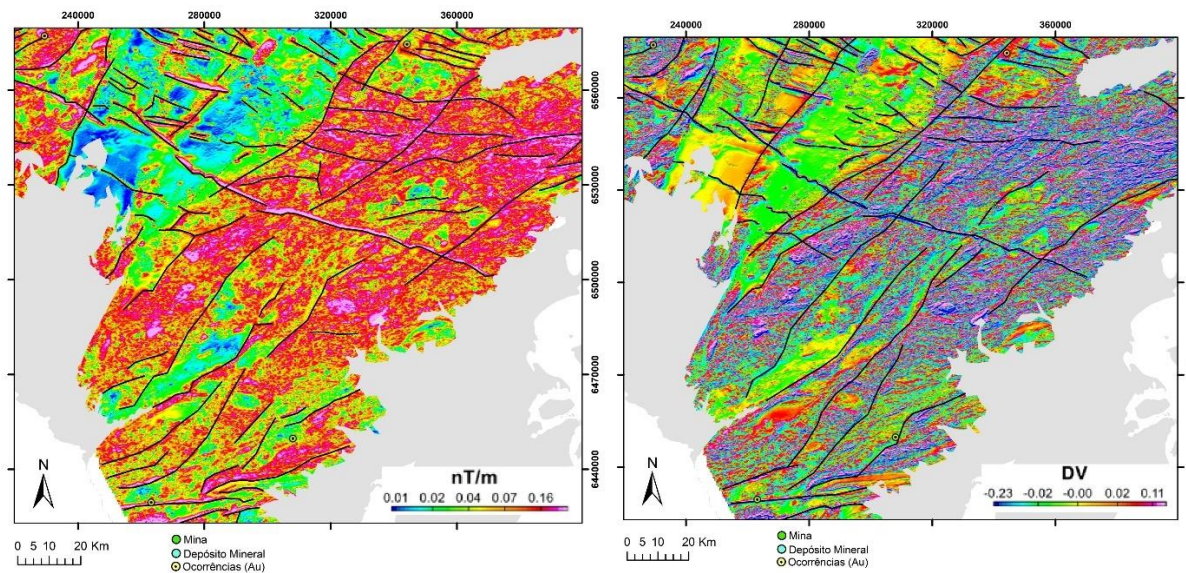 240000 280000 320000 360000
6560000
6530000
6500000
6470000
6440000
N
nT/m
0.01 0.02 0.04 0.07 0.16
0 5 10 20 Km
Mina
Depósito Mineral
Ocorrências (Au)
240000 280000 320000 360000
6560000
6530000
6500000
6470000
6440000
N
DV
-0.23 -0.02 -0.00 0.02 0.11
0 5 10 20 Km
Mina
Depósito Mineral
Ocorrências (Au)